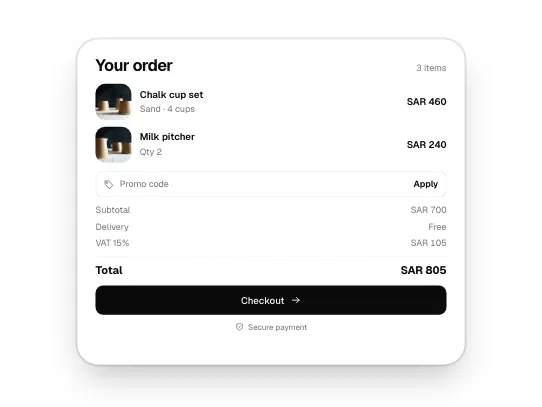 Your order
3 items
Chalk cup set
Sand · 4 cups
SAR 460
Milk pitcher
Qty 2
SAR 240
Promo code
Apply
Subtotal
SAR 700
Delivery
Free
VAT 15%
SAR 105
Total
SAR 805
Checkout →
Secure payment